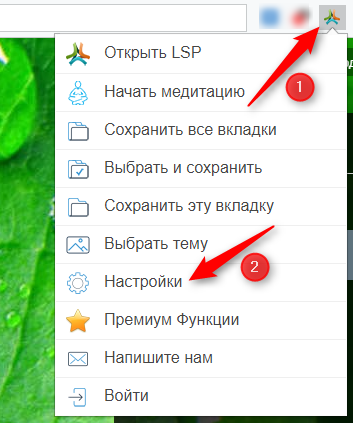 1
Открыть LSP
Начать медитацию
Сохранить все вкладки
Выбрать и сохранить
Сохранить эту вкладку
Выбрать тему
Настройки
2
Премиум Функции
Напишите нам
Войти